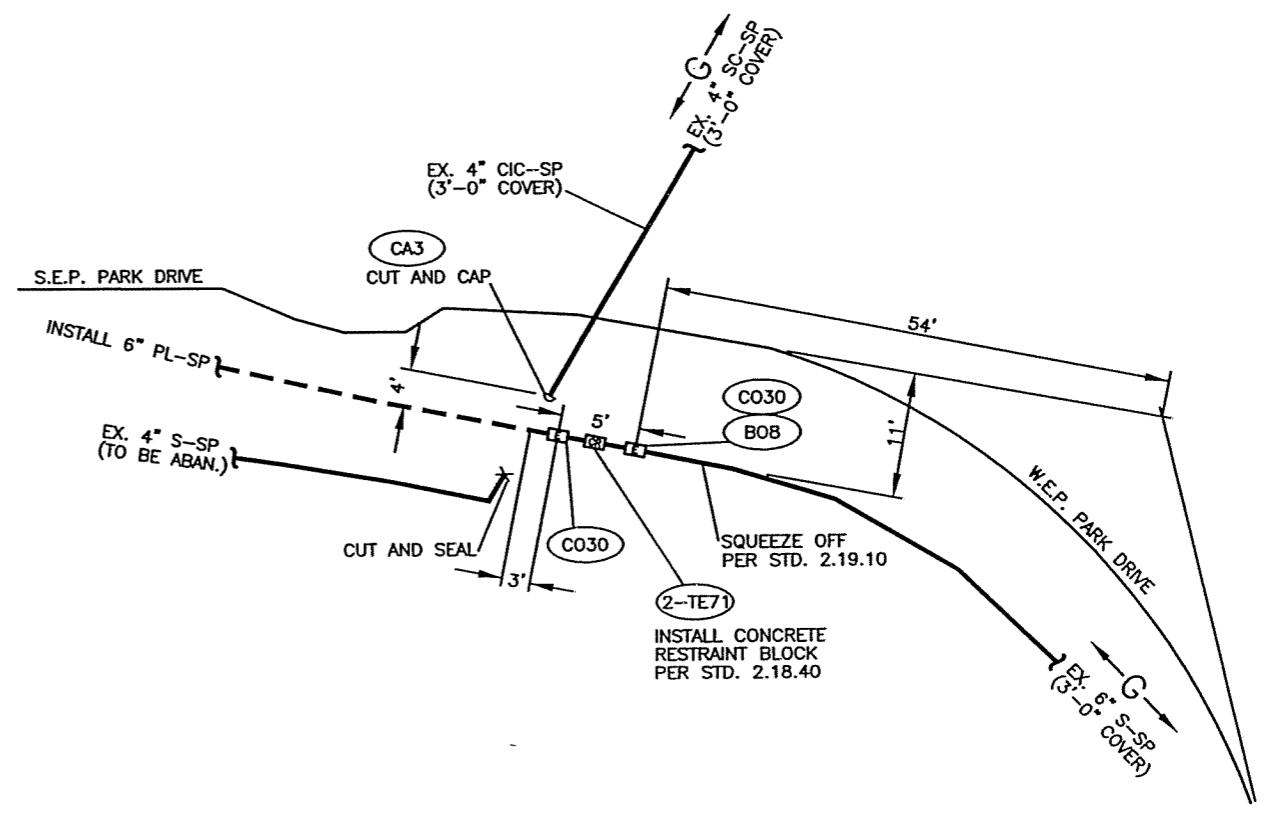 G
EX. 4" SC-SP
(3'-0" COVER)
EX. 4" CIC-SP
(3'-0" COVER)
CA3
CUT AND CAP
S.E.P. PARK DRIVE
54'
INSTALL 6" PL-SP
4'
CO30
B08
5'
11'
EX. 4" S-SP
(TO BE ABAN.)
W.E.P. PARK DRIVE
CUT AND SEAL
CO30
SQUEEZE OFF
PER STD. 2.19.10
3'
2-TE71
INSTALL CONCRETE
RESTRAINT BLOCK
PER STD. 2.18.40
G
EX. 6" S-SP
(3'-0" COVER)